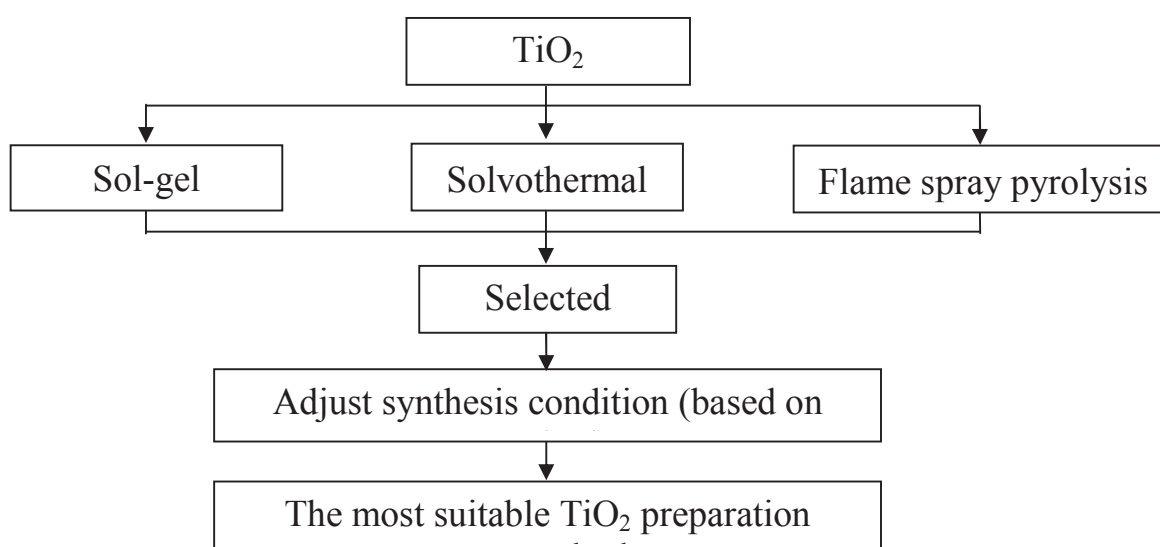 TiO₂
Sol-gel
Solvothermal
Flame spray pyrolysis
Selected
Adjust synthesis condition (based on
The most suitable TiO₂ preparation